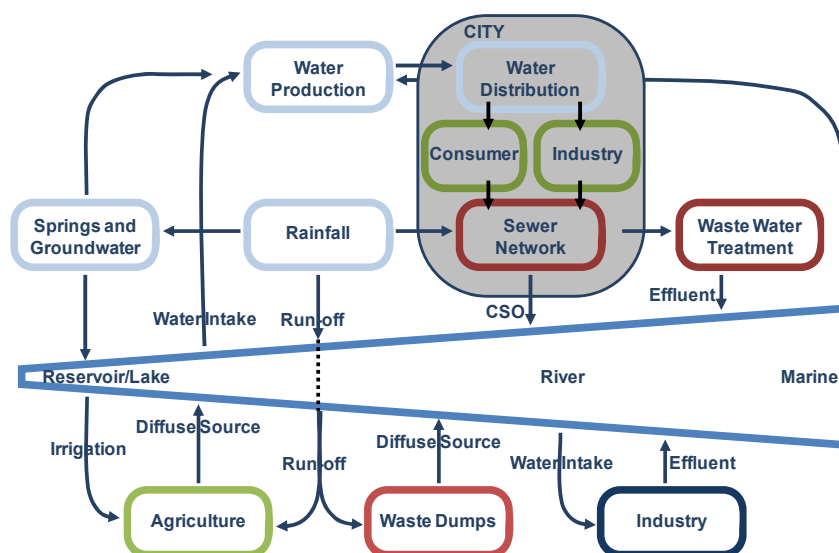 CITY
Water
Production
Water
Distribution
Consumer
Industry
Springs and
Groundwater
Rainfall
Sewer
Network
Waste Water
Treatment
Water Intake
Run-off
CSO
Effluent
Reservoir/Lake
River
Marine
Irrigation
Diffuse Source
Run-off
Diffuse Source
Water Intake
Effluent
Agriculture
Waste Dumps
Industry